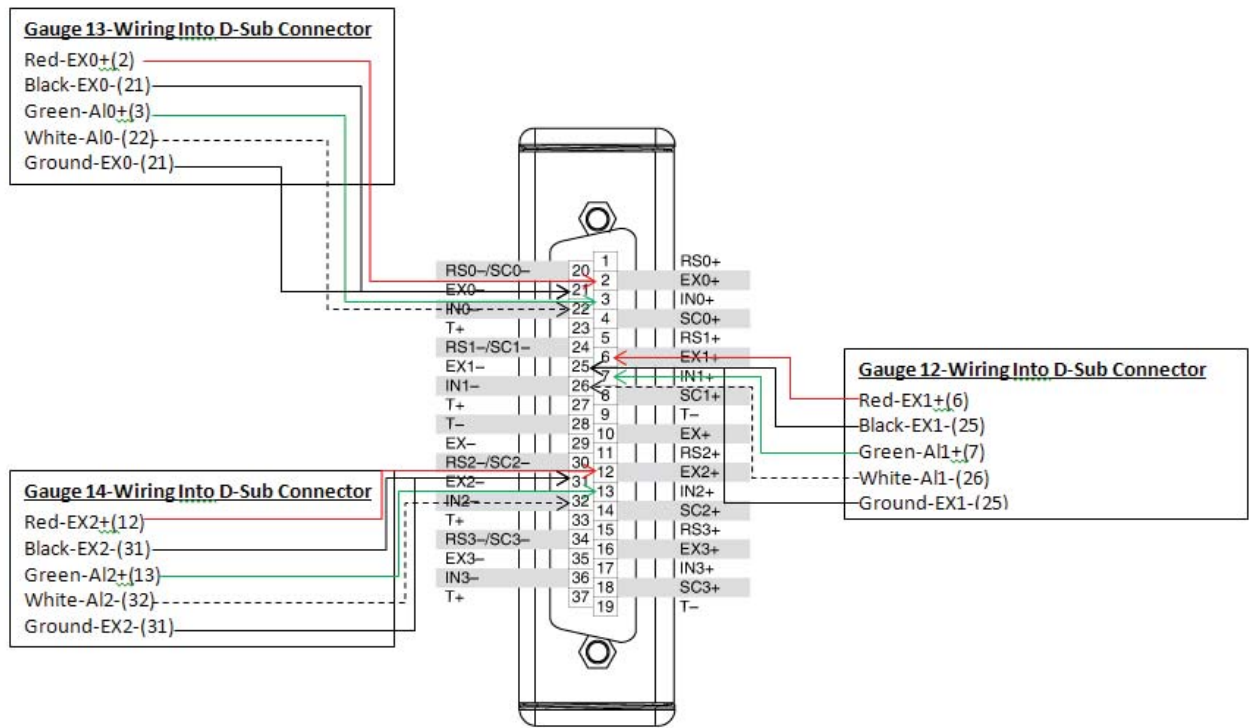 Gauge 13-Wiring Into D-Sub Connector
Red-EX0+(2)
Black-EX0-(21)
Green-Al0+(3)
White-Al0-(22)
Ground-EX0-(21)
RS0–/SC0–
EX0–
IN0–
T+
RS1–/SC1–
EX1–
IN1–
T+
T–
EX–
RS2–/SC2–
EX2–
IN2–
T+
RS3–/SC3–
EX3–
IN3–
T+
20
21
22
23
24
25
26
27
28
29
30
31
32
33
34
35
36
37
1
2
3
4
5
6
7
8
9
10
11
12
13
14
15
16
17
18
19
RS0+
EX0+
IN0+
SC0+
RS1+
EX1+
IN1+
SC1+
T–
EX+
RS2+
EX2+
IN2+
SC2+
RS3+
EX3+
IN3+
SC3+
T–
Gauge 12-Wiring Into D-Sub Connector
Red-EX1+(6)
Black-EX1-(25)
Green-Al1+(7)
White-Al1-(26)
Ground-EX1-(25)
Gauge 14-Wiring Into D-Sub Connector
Red-EX2+(12)
Black-EX2-(31)
Green-Al2+(13)
White-Al2-(32)
Ground-EX2-(31)